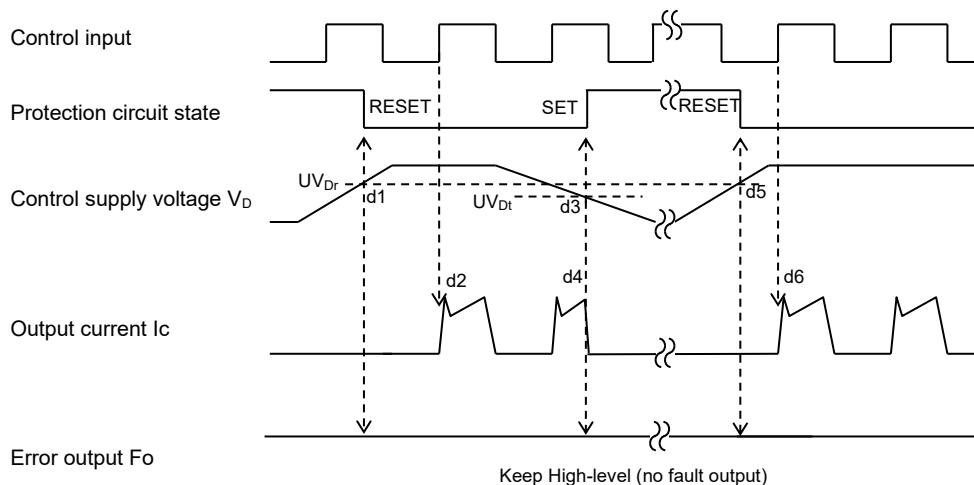 Control input
Protection circuit state
RESET
SET
RESET
Control supply voltage VD
UVDr
d1
UVDt
d3
d5
d2
d4
d6
Output current Ic
Error output Fo
Keep High-level (no fault output)